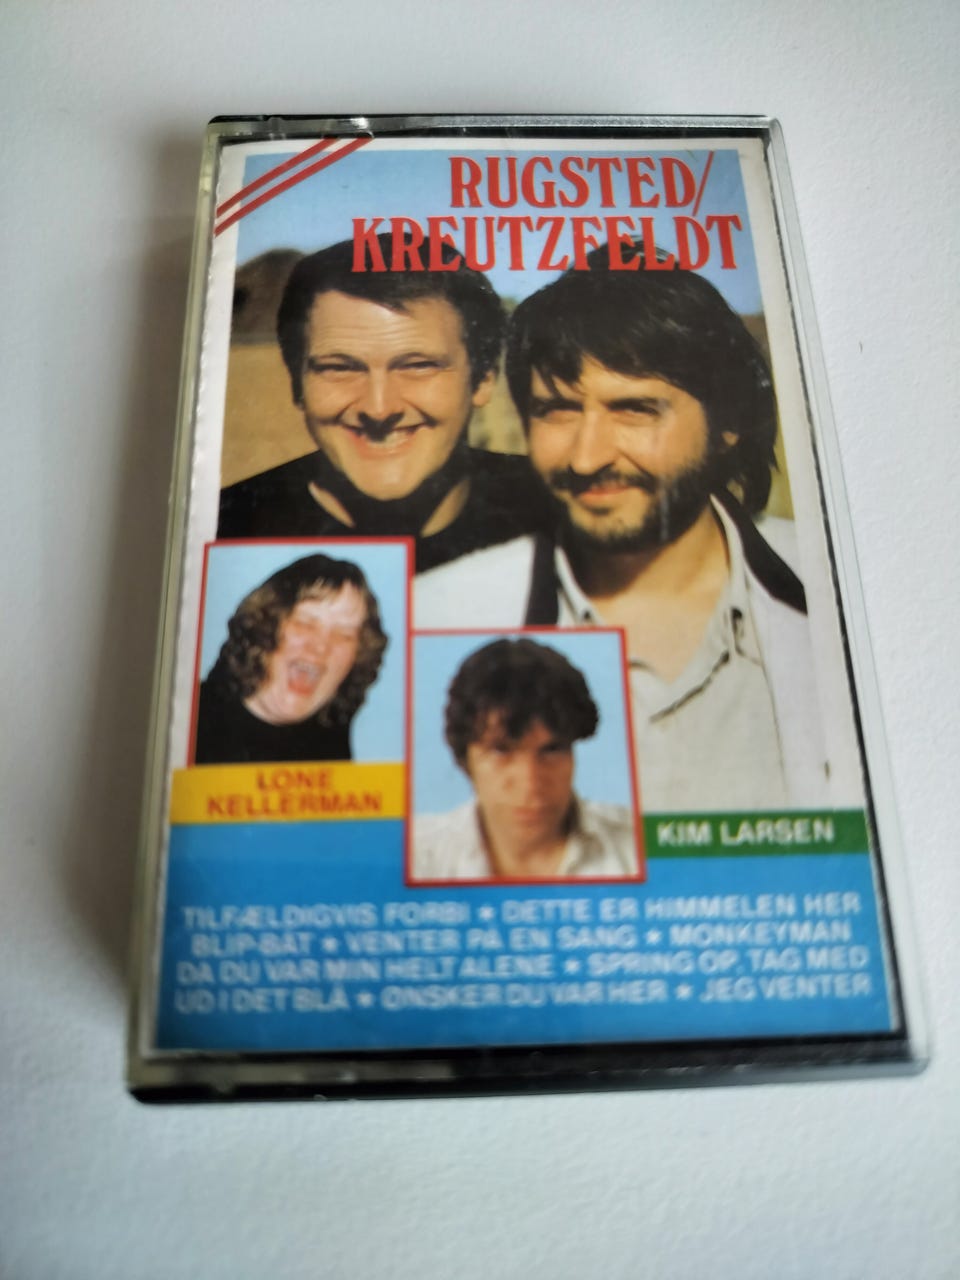 RUGSTED/
KREUTZFELDT
LONE
KELLERMAN
KIM LARSEN
TILFÆLDIGVIS FORBI ★ DETTE ER HIMMELEN HER
BLIP-BÅT ★ VENTER PÅ EN SANG ★ MONKEYMAN
DA DU VAR MIN HELT ALENE ★ SPRING OP, TAG MED
UD I DET BLÅ ★ ØNSKER DU VAR HER ★ JEG VENTER